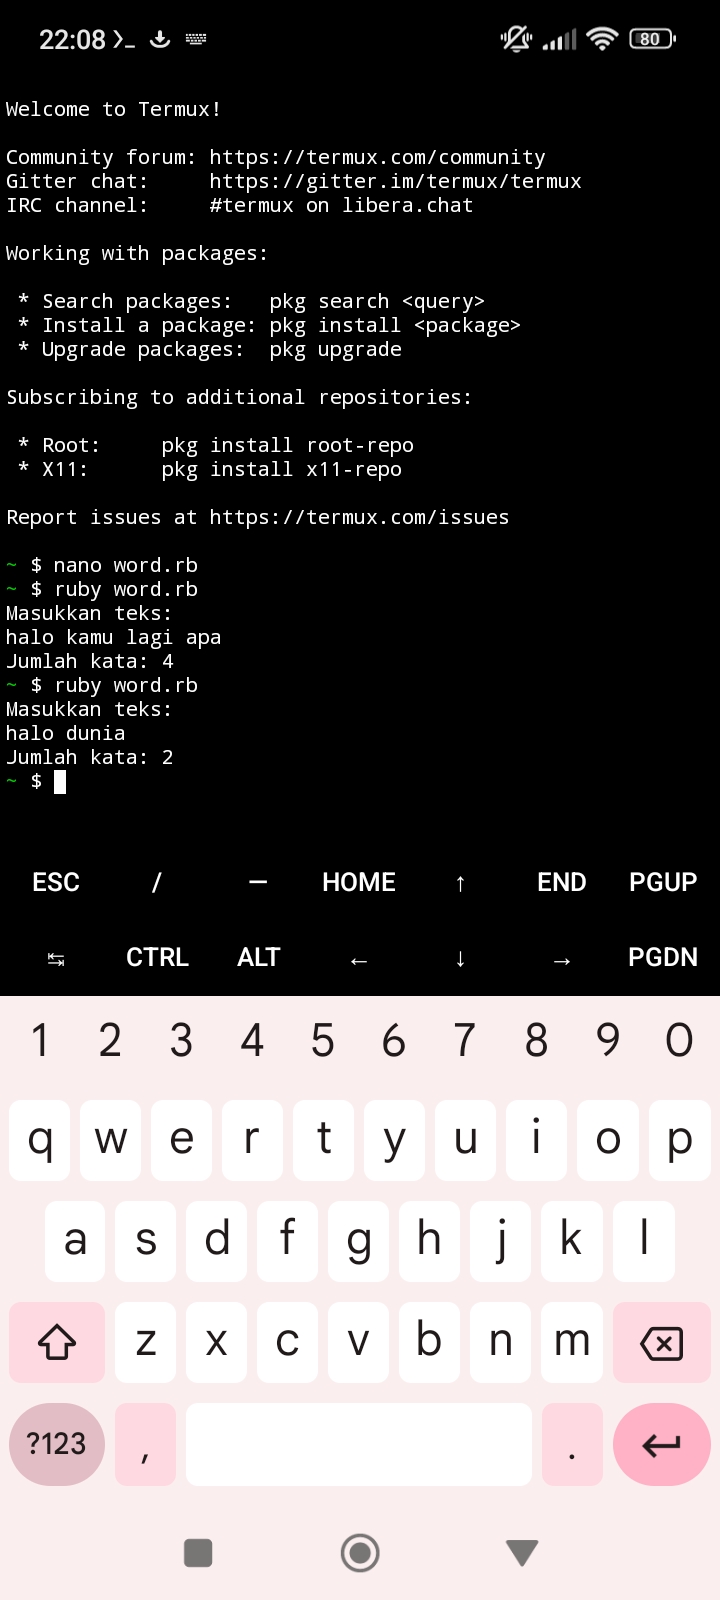 22:08
80
Welcome to Termux!
Community forum: https://termux.com/community
Gitter chat:     https://gitter.im/termux/termux
IRC channel:     #termux on libera.chat
Working with packages:
 * Search packages:   pkg search <query>
 * Install a package: pkg install <package>
 * Upgrade packages:  pkg upgrade
Subscribing to additional repositories:
 * Root:     pkg install root-repo
 * X11:      pkg install x11-repo
Report issues at https://termux.com/issues
~ $ nano word.rb
~ $ ruby word.rb
Masukkan teks:
halo kamu lagi apa
Jumlah kata: 4
~ $ ruby word.rb
Masukkan teks:
halo dunia
Jumlah kata: 2
~ $
ESC / — HOME ↑ END PGUP
↹ CTRL ALT ← ↓ → PGDN
1 2 3 4 5 6 7 8 9 0
q w e r t y u i o p
a s d f g h j k l
z x c v b n m
?123 , .